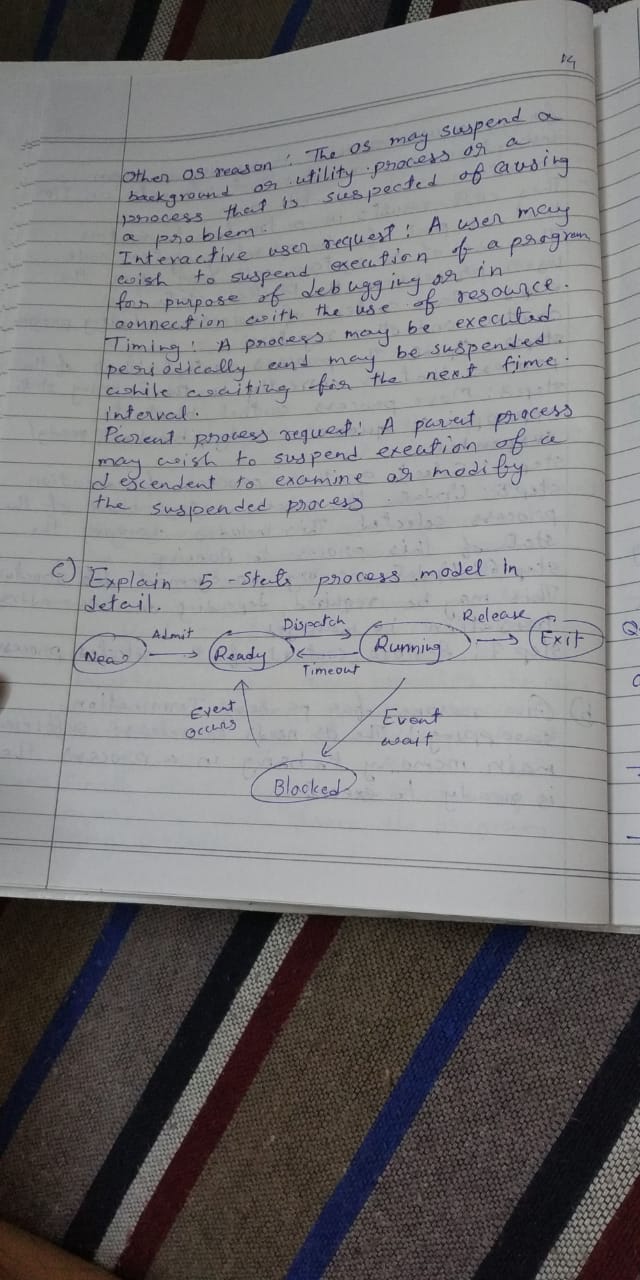 14
Other OS reason : The OS may suspend a
background or utility process or a
process that is suspected of causing
a problem.
Interactive user request : A user may
wish to suspend execution of a program
for purpose of debugging or in
connection with the use of resource.
Timing : A process may be executed
periodically and may be suspended.
while waiting for the next time.
interval.
Parent process request : A parent process
may wish to suspend exeution of a
descendent to examine or modify
the suspended process
c) Explain 5 - State process model in
detail.
New Admit Ready Dispatch Running Release Exit
Timeout
Event occurs
Event wait
Blocked